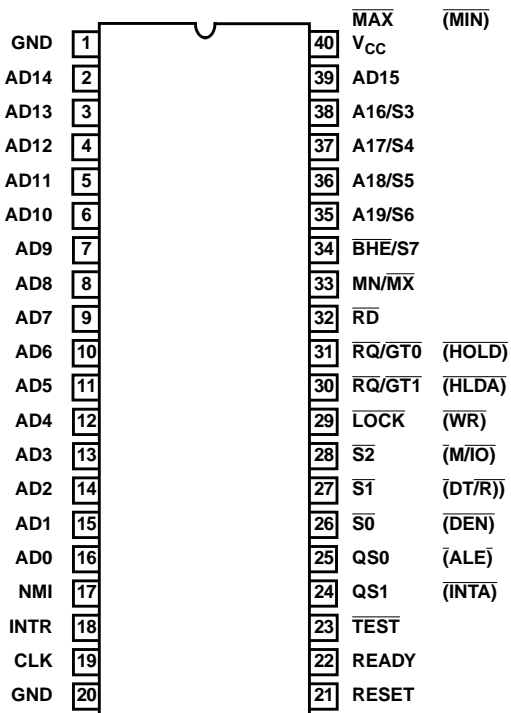 MAX (MIN)
GND 1 40 VCC
AD14 2 39 AD15
AD13 3 38 A16/S3
AD12 4 37 A17/S4
AD11 5 36 A18/S5
AD10 6 35 A19/S6
AD9 7 34 BHE/S7
AD8 8 33 MN/MX
AD7 9 32 RD
AD6 10 31 RQ/GT0 (HOLD)
AD5 11 30 RQ/GT1 (HLDA)
AD4 12 29 LOCK (WR)
AD3 13 28 S2 (M/IO)
AD2 14 27 S1 (DT/R))
AD1 15 26 S0 (DEN)
AD0 16 25 QS0 (ALE)
NMI 17 24 QS1 (INTA)
INTR 18 23 TEST
CLK 19 22 READY
GND 20 21 RESET